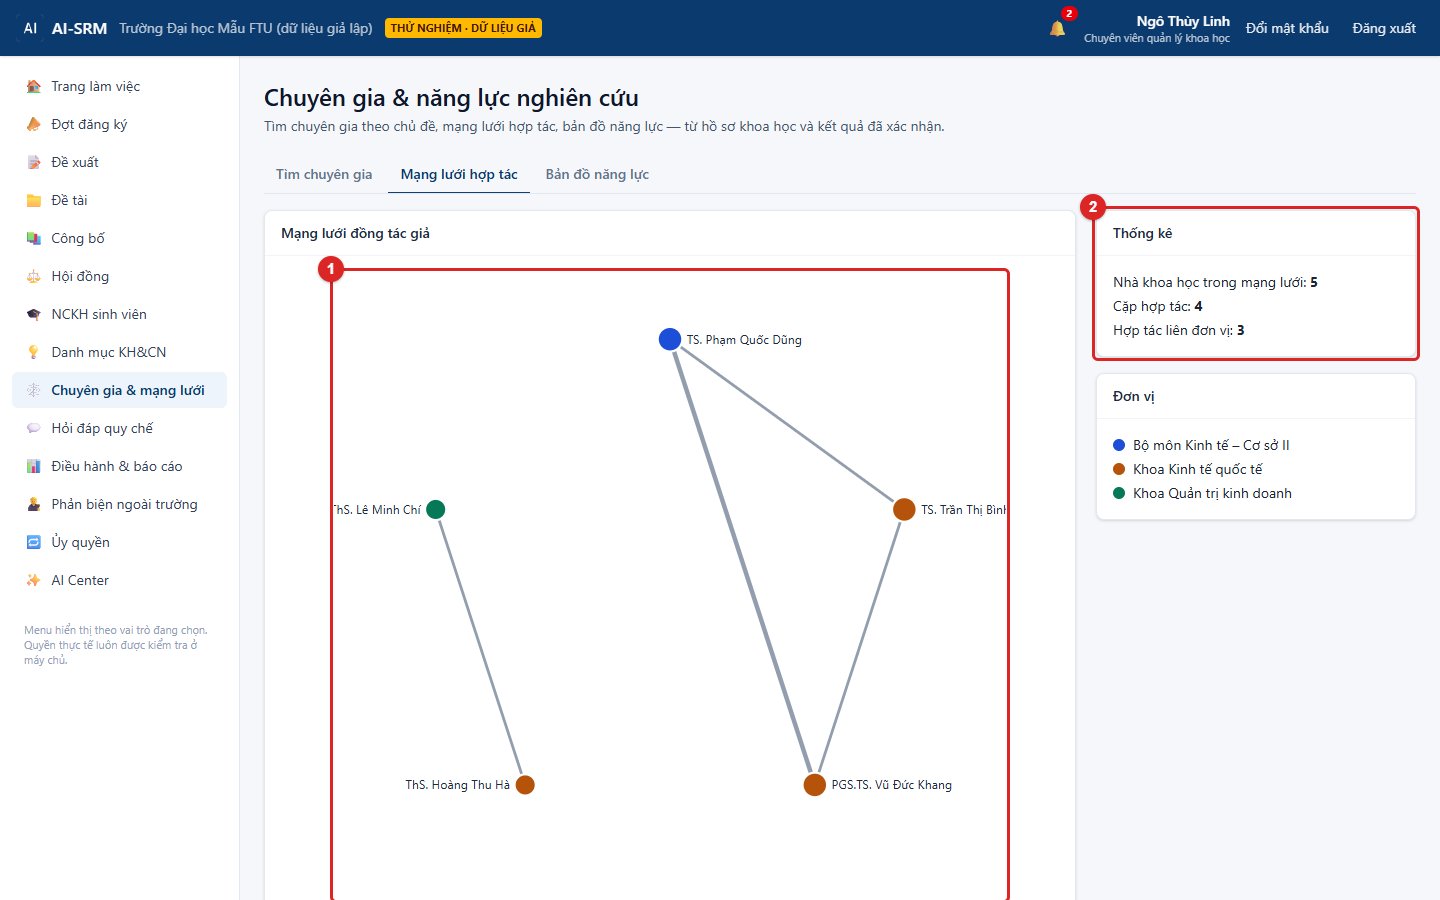 AI AI-SRM Trường Đại học Mẫu FTU (dữ liệu giả lập) THỬ NGHIỆM · DỮ LIỆU GIẢ
2
Ngô Thùy Linh
Chuyên viên quản lý khoa học
Đổi mật khẩu
Đăng xuất
Trang làm việc
Đợt đăng ký
Đề xuất
Đề tài
Công bố
Hội đồng
NCKH sinh viên
Danh mục KH&CN
Chuyên gia & mạng lưới
Hỏi đáp quy chế
Điều hành & báo cáo
Phản biện ngoài trường
Ủy quyền
AI Center
Menu hiển thị theo vai trò đang chọn.
Quyền thực tế luôn được kiểm tra ở
máy chủ.
Chuyên gia & năng lực nghiên cứu
Tìm chuyên gia theo chủ đề, mạng lưới hợp tác, bản đồ năng lực — từ hồ sơ khoa học và kết quả đã xác nhận.
Tìm chuyên gia
Mạng lưới hợp tác
Bản đồ năng lực
Mạng lưới đồng tác giả
1
TS. Phạm Quốc Dũng
ThS. Lê Minh Chí
TS. Trần Thị Bình
ThS. Hoàng Thu Hà
PGS.TS. Vũ Đức Khang
2
Thống kê
Nhà khoa học trong mạng lưới: 5
Cặp hợp tác: 4
Hợp tác liên đơn vị: 3
Đơn vị
Bộ môn Kinh tế – Cơ sở II
Khoa Kinh tế quốc tế
Khoa Quản trị kinh doanh